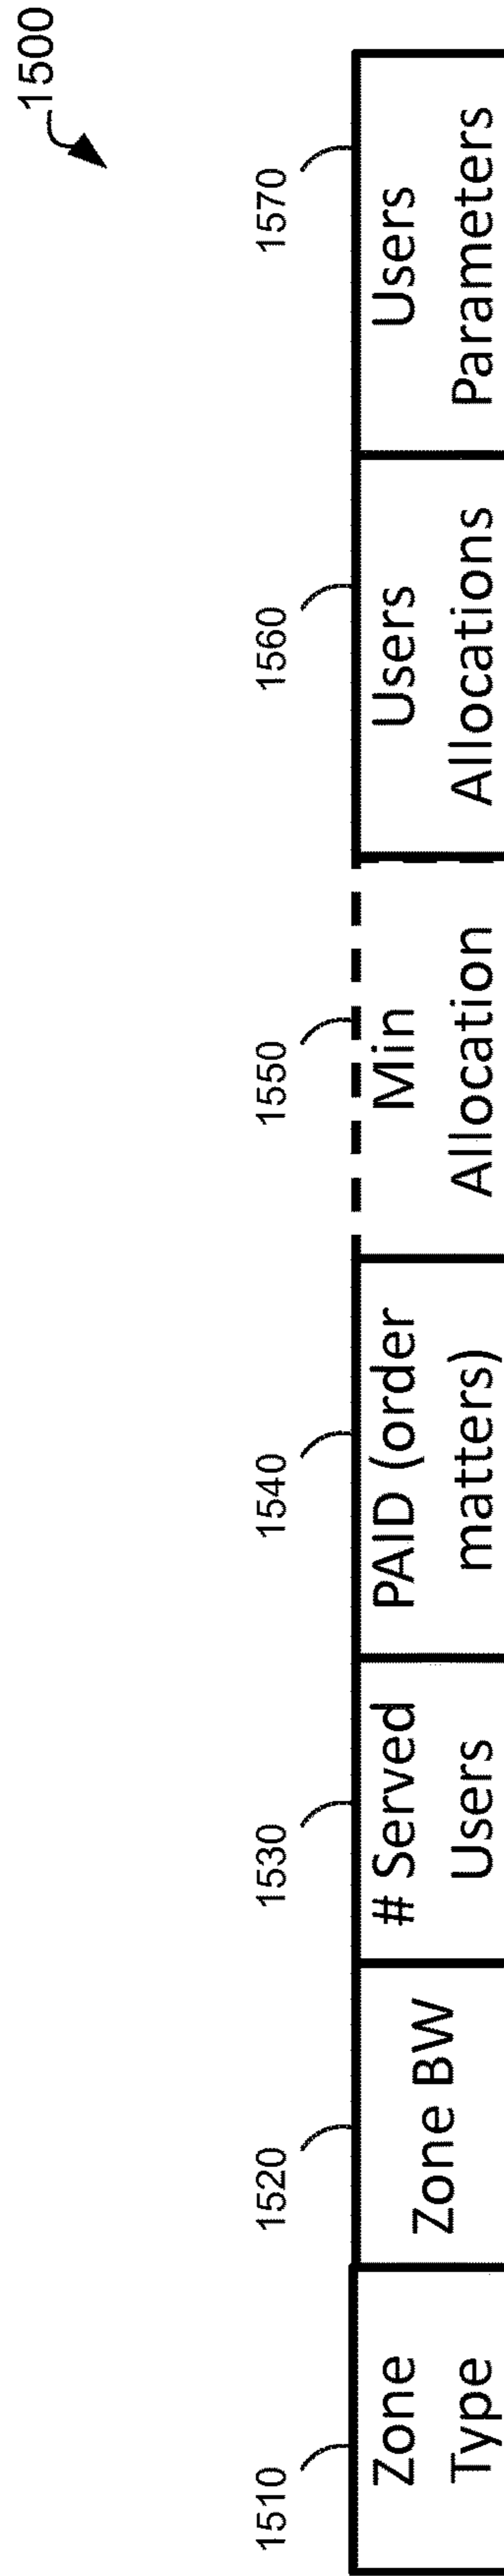 1500
1510
1520
1530
1540
1550
1560
1570
Zone
Type
Zone BW
# Served
Users
PAID (order
matters)
Min
Allocation
Users
Allocations
Users
Parameters